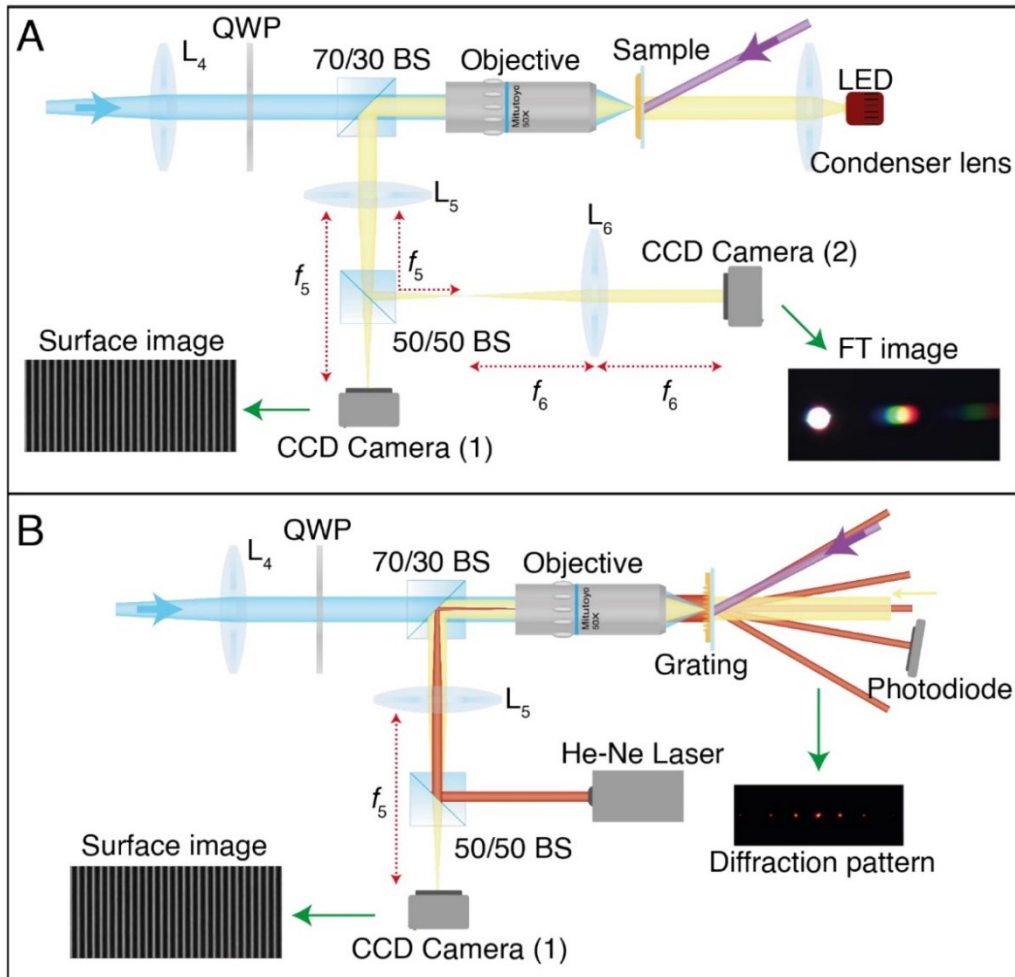 A
QWP
L4
70/30 BS
Objective
Sample
LED
Mitutoyo
50X
Condenser lens
L5
L6
f5
f5
CCD Camera (2)
50/50 BS
Surface image
FT image
f6
f6
CCD Camera (1)
B
QWP
L4
70/30 BS
Objective
Mitutoyo
50X
Grating
Photodiode
L5
He-Ne Laser
f5
50/50 BS
Surface image
Diffraction pattern
CCD Camera (1)